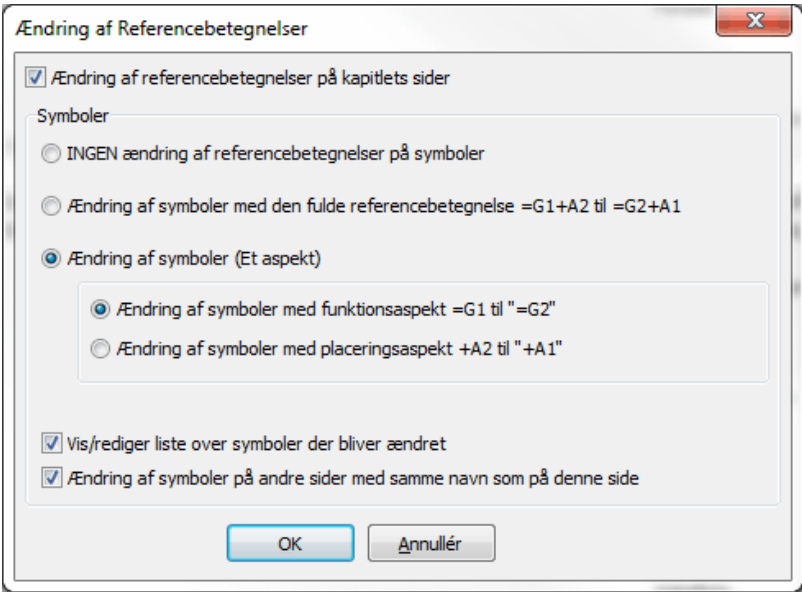 Ændring af Referencebetegnelser
Ændring af referencebetegnelser på kapitlets sider
Symboler
INGEN ændring af referencebetegnelser på symboler
Ændring af symboler med den fulde referencebetegnelse =G1+A2 til =G2+A1
Ændring af symboler (Et aspekt)
Ændring af symboler med funktionsaspekt =G1 til "=G2"
Ændring af symboler med placeringsaspekt +A2 til "+A1"
Vis/rediger liste over symboler der bliver ændret
Ændring af symboler på andre sider med samme navn som på denne side
OK Annullér